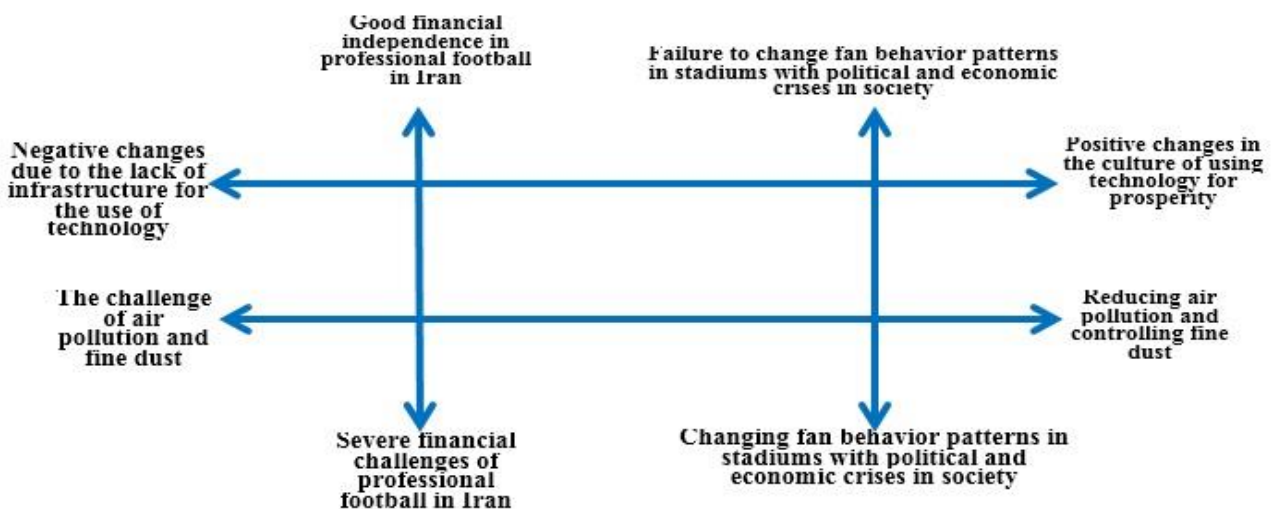 Good financial
independence in
professional football
in Iran
Failure to change fan behavior patterns
in stadiums with political and economic
crises in society
Negative changes
due to the lack of
infrastructure for
the use of
technology
Positive changes in
the culture of using
technology for
prosperity
The challenge
of air
pollution and
fine dust
Reducing air
pollution and
controlling fine
dust
Severe financial
challenges of
professional
football in Iran
Changing fan behavior patterns in
stadiums with political and
economic crises in society